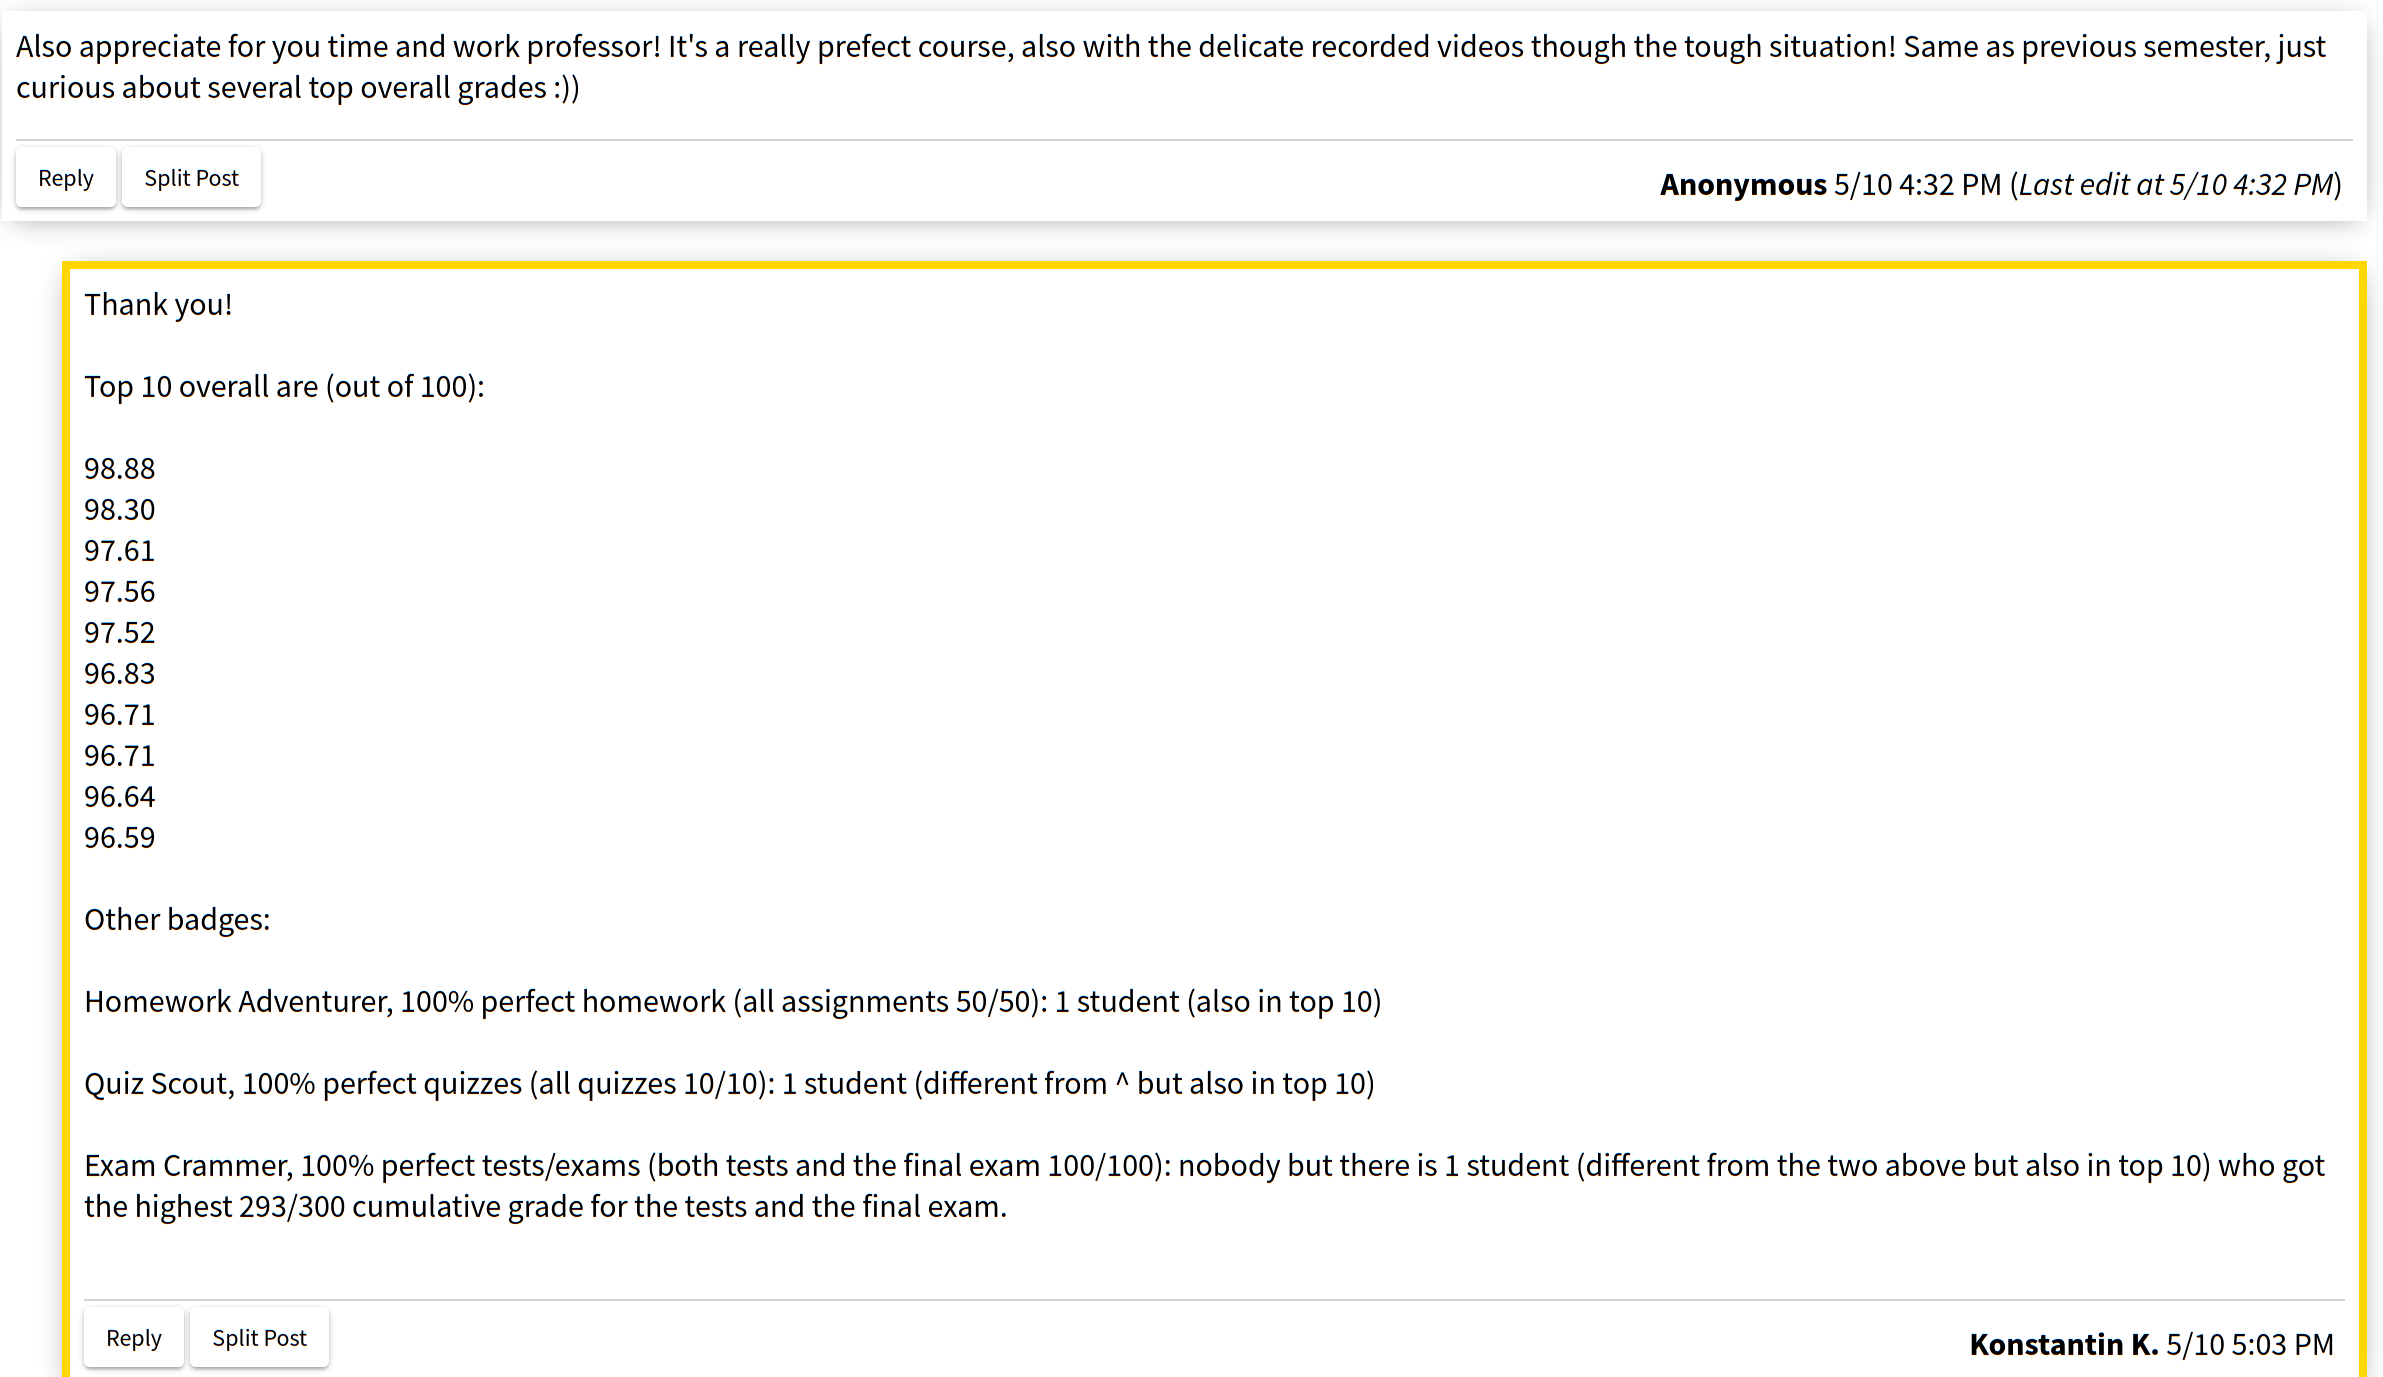 Also appreciate for you time and work professor! It's a really prefect course, also with the delicate recorded videos though the tough situation! Same as previous semester, just
curious about several top overall grades :))
Reply Split Post
Anonymous 5/10 4:32 PM (Last edit at 5/10 4:32 PM)
Thank you!
Top 10 overall are (out of 100):
98.88
98.30
97.61
97.56
97.52
96.83
96.71
96.71
96.64
96.59
Other badges:
Homework Adventurer, 100% perfect homework (all assignments 50/50): 1 student (also in top 10)
Quiz Scout, 100% perfect quizzes (all quizzes 10/10): 1 student (different from ^ but also in top 10)
Exam Crammer, 100% perfect tests/exams (both tests and the final exam 100/100): nobody but there is 1 student (different from the two above but also in top 10) who got
the highest 293/300 cumulative grade for the tests and the final exam.
Reply Split Post
Konstantin K. 5/10 5:03 PM